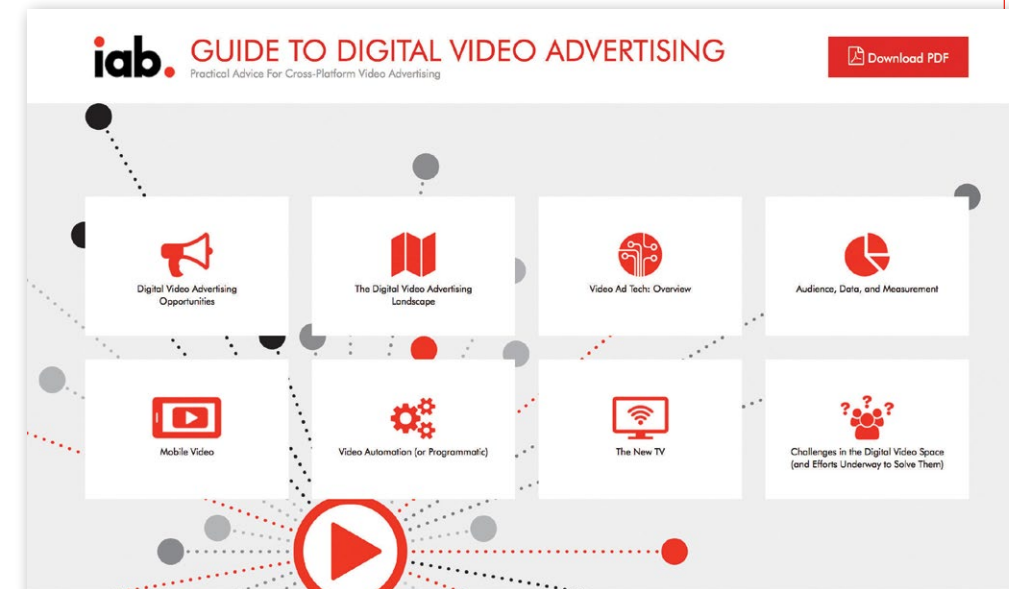 iab. GUIDE TO DIGITAL VIDEO ADVERTISING
Practical Advice For Cross-Platform Video Advertising
Download PDF
Digital Video Advertising
Opportunities
The Digital Video Advertising
Landscape
Video Ad Tech: Overview
Audience, Data, and Measurement
Mobile Video
Video Automation (or Programmatic)
The New TV
? ? ?
Challenges in the Digital Video Space
(and Efforts Underway to Solve Them)